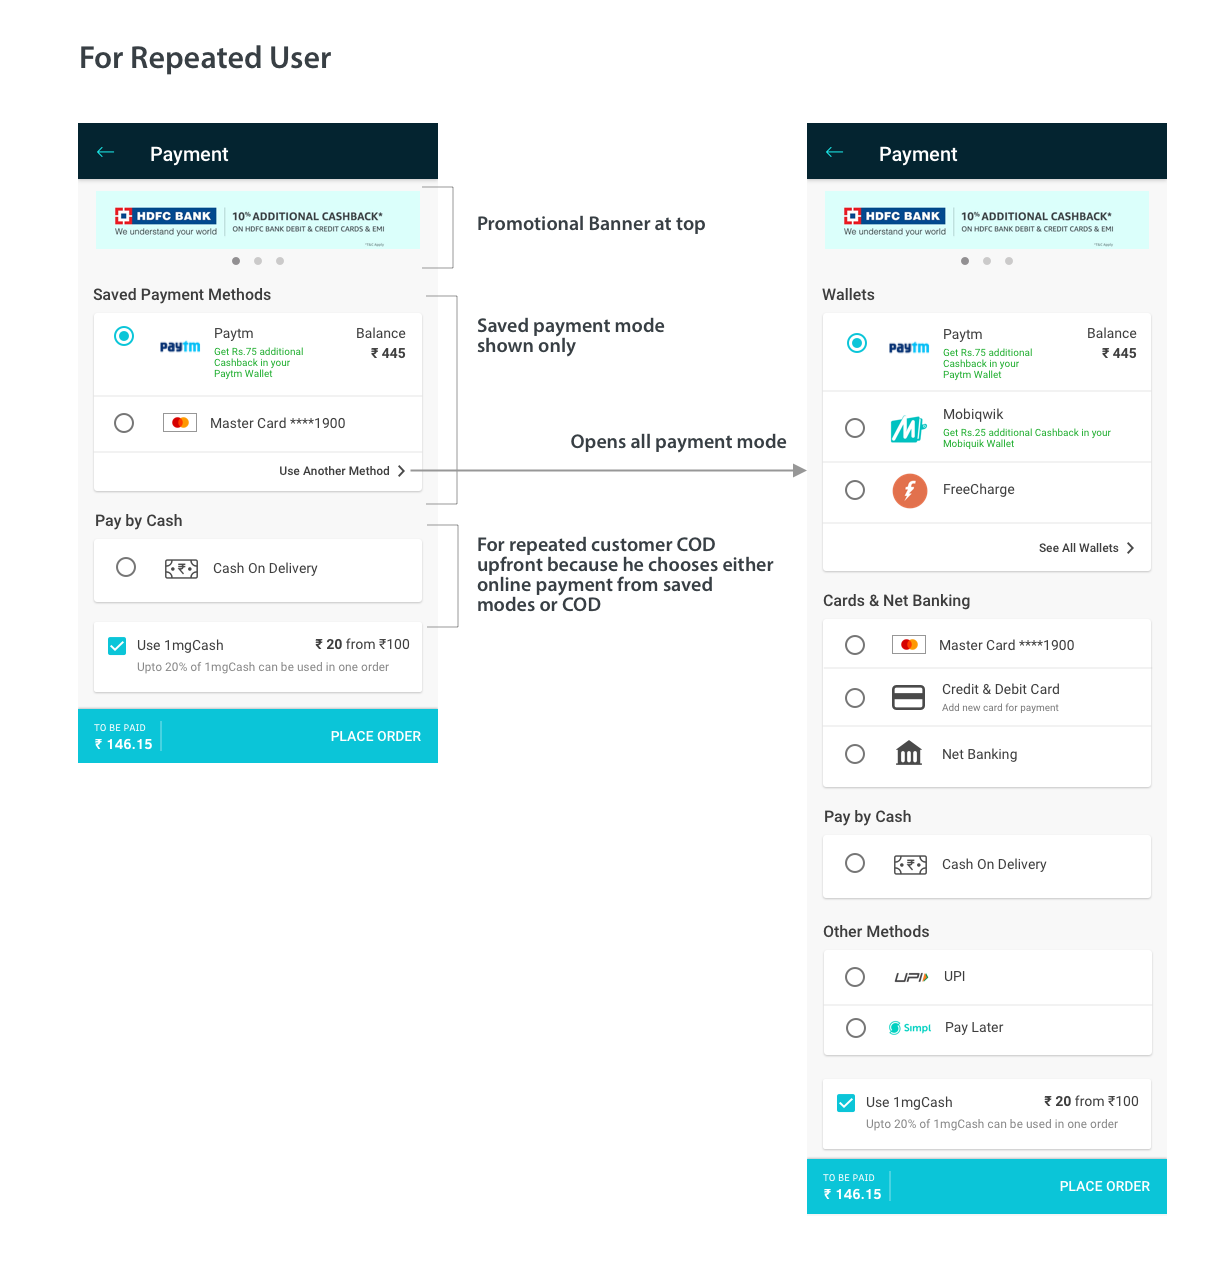 For Repeated User
Payment
HDFC BANK
We understand your world
10% ADDITIONAL CASHBACK*
ON HDFC BANK DEBIT & CREDIT CARDS & EMI
*T&C Apply
Promotional Banner at top
Saved Payment Methods
Paytm
Balance
paytm
Get Rs.75 additional
Cashback in your
Paytm Wallet
₹ 445
Master Card ****1900
Use Another Method
Saved payment mode
shown only
Opens all payment mode
Pay by Cash
Cash On Delivery
For repeated customer COD
upfront because he chooses either
online payment from saved
modes or COD
Use 1mgCash
₹ 20 from ₹100
Upto 20% of 1mgCash can be used in one order
TO BE PAID
₹ 146.15
PLACE ORDER
Payment
HDFC BANK
We understand your world
10% ADDITIONAL CASHBACK*
ON HDFC BANK DEBIT & CREDIT CARDS & EMI
*T&C Apply
Wallets
Paytm
Balance
paytm
Get Rs.75 additional
Cashback in your
Paytm Wallet
₹ 445
Mobiqwik
Get Rs.25 additional Cashback in your
Mobiquik Wallet
FreeCharge
See All Wallets
Cards & Net Banking
Master Card ****1900
Credit & Debit Card
Add new card for payment
Net Banking
Pay by Cash
Cash On Delivery
Other Methods
UPI UPI
Simpl Pay Later
Use 1mgCash
₹ 20 from ₹100
Upto 20% of 1mgCash can be used in one order
TO BE PAID
₹ 146.15
PLACE ORDER